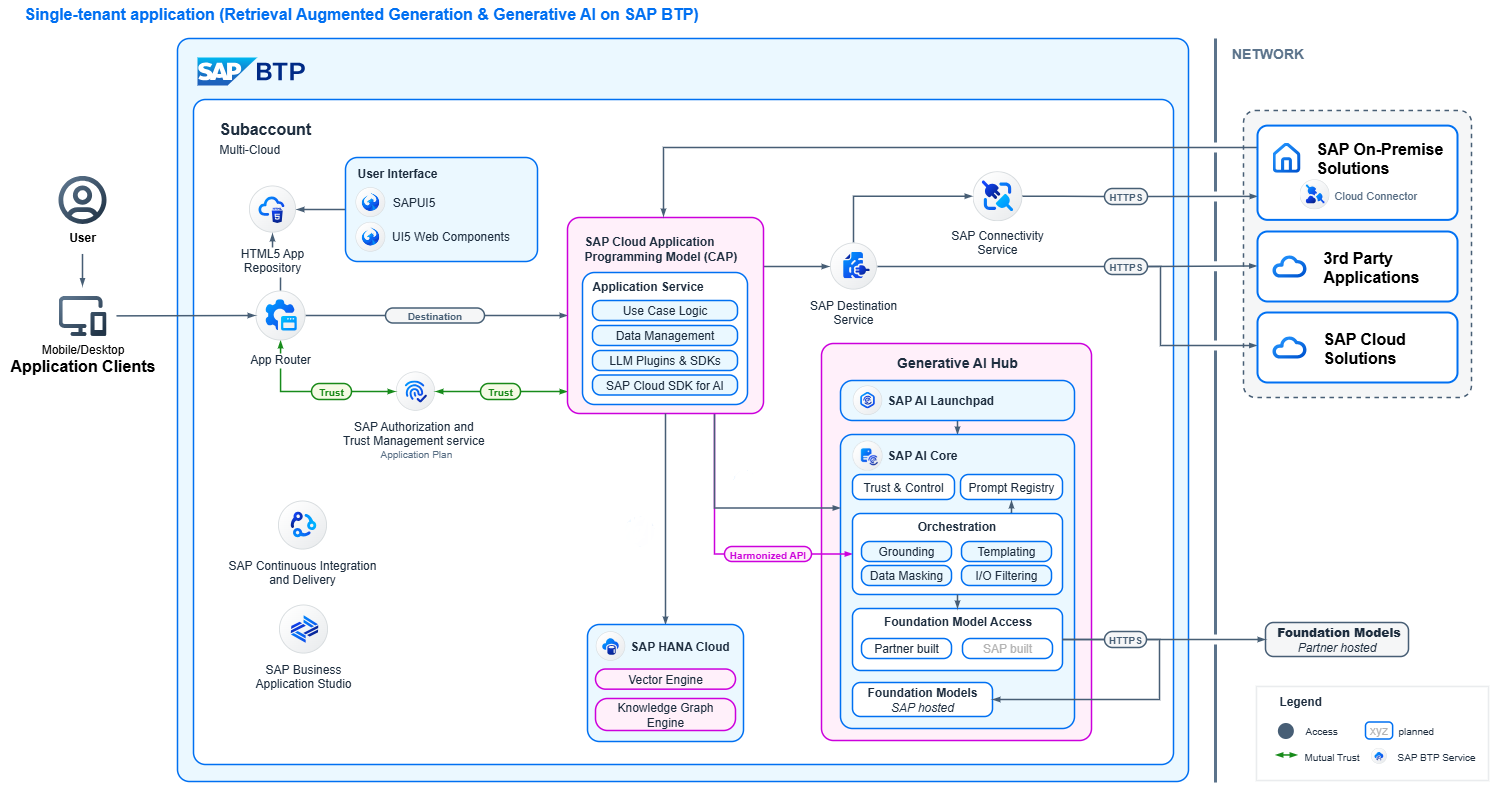 Single-tenant application (Retrieval Augmented Generation & Generative AI on SAP BTP)
SAP BTP
NETWORK
Subaccount
Multi-Cloud
User Interface
SAPUI5
UI5 Web Components
HTML5 App
Repository
User
Mobile/Desktop
Application Clients
App Router
Destination
Trust
Trust
SAP Authorization and
Trust Management service
Application Plan
SAP Continuous Integration
and Delivery
SAP Business
Application Studio
SAP Cloud Application
Programming Model (CAP)
Application Service
Use Case Logic
Data Management
LLM Plugins & SDKs
SAP Cloud SDK for AI
SAP Connectivity
Service
SAP Destination
Service
HTTPS
HTTPS
SAP On-Premise
Solutions
Cloud Connector
3rd Party
Applications
SAP Cloud
Solutions
Generative AI Hub
SAP AI Launchpad
SAP AI Core
Trust & Control
Prompt Registry
Orchestration
Grounding
Templating
Data Masking
I/O Filtering
Harmonized API
Foundation Model Access
Partner built
SAP built
Foundation Models
SAP hosted
HTTPS
Foundation Models
Partner hosted
SAP HANA Cloud
Vector Engine
Knowledge Graph
Engine
Legend
Access
xyz
planned
Mutual Trust
SAP BTP Service